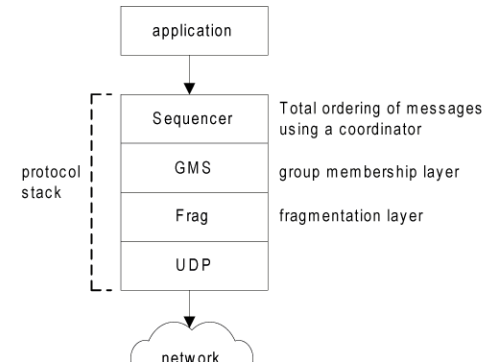 application
Sequencer
Total ordering of messages
using a coordinator
protocol
stack
GMS
group membership layer
Frag
fragmentation layer
UDP
network